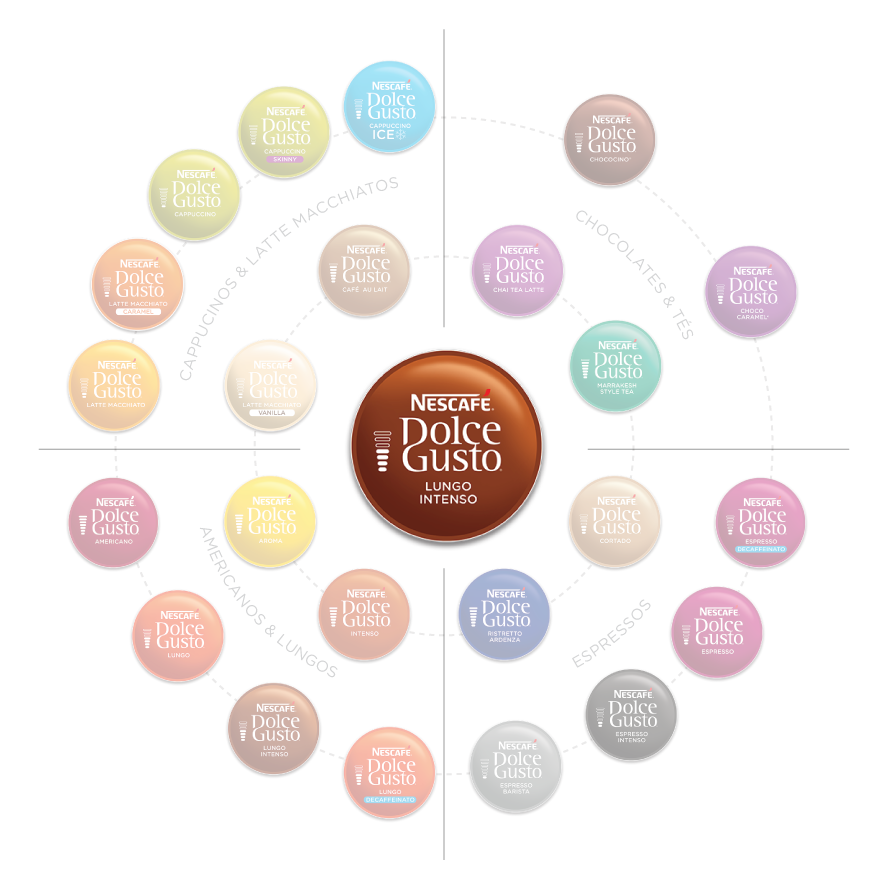 NESCAFÉ
Dolce
Gusto
CAPPUCCINO
ICE
NESCAFÉ
Dolce
Gusto
CAPPUCCINO
SKINNY
NESCAFÉ
Dolce
Gusto
CAPPUCCINO
NESCAFÉ
Dolce
Gusto
LATTE MACCHIATO
CARAMEL
NESCAFÉ
Dolce
Gusto
LATTE MACCHIATO
CAPPUCINOS & LATTE MACCHIATOS
NESCAFÉ
Dolce
Gusto
CAFÉ AU LAIT
NESCAFÉ
Dolce
Gusto
LATTE MACCHIATO
VANILLA
NESCAFÉ
Dolce
Gusto
CHOCOCINO
CHOCOLATES & TÉS
NESCAFÉ
Dolce
Gusto
CHAI TEA LATTE
NESCAFÉ
Dolce
Gusto
CHOCO
CARAMEL
NESCAFÉ
Dolce
Gusto
MARRAKESH
STYLE TEA
NESCAFÉ
Dolce
Gusto
LUNGO
INTENSO
NESCAFÉ
Dolce
Gusto
AMERICANO
NESCAFÉ
Dolce
Gusto
AROMA
AMERICANOS & LUNGOS
NESCAFÉ
Dolce
Gusto
LUNGO
NESCAFÉ
Dolce
Gusto
INTENSO
NESCAFÉ
Dolce
Gusto
LUNGO
INTENSO
NESCAFÉ
Dolce
Gusto
LUNGO
DECAFFEINATO
NESCAFÉ
Dolce
Gusto
CORTADO
NESCAFÉ
Dolce
Gusto
ESPRESSO
DECAFFEINATO
NESCAFÉ
Dolce
Gusto
RISTRETTO
ARDENZA
ESPRESSOS
NESCAFÉ
Dolce
Gusto
ESPRESSO
NESCAFÉ
Dolce
Gusto
ESPRESSO
INTENSO
NESCAFÉ
Dolce
Gusto
ESPRESSO
BARISTA